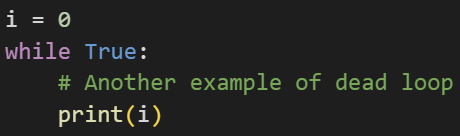 i = 0
while True:
    # Another example of dead loop
    print(i)